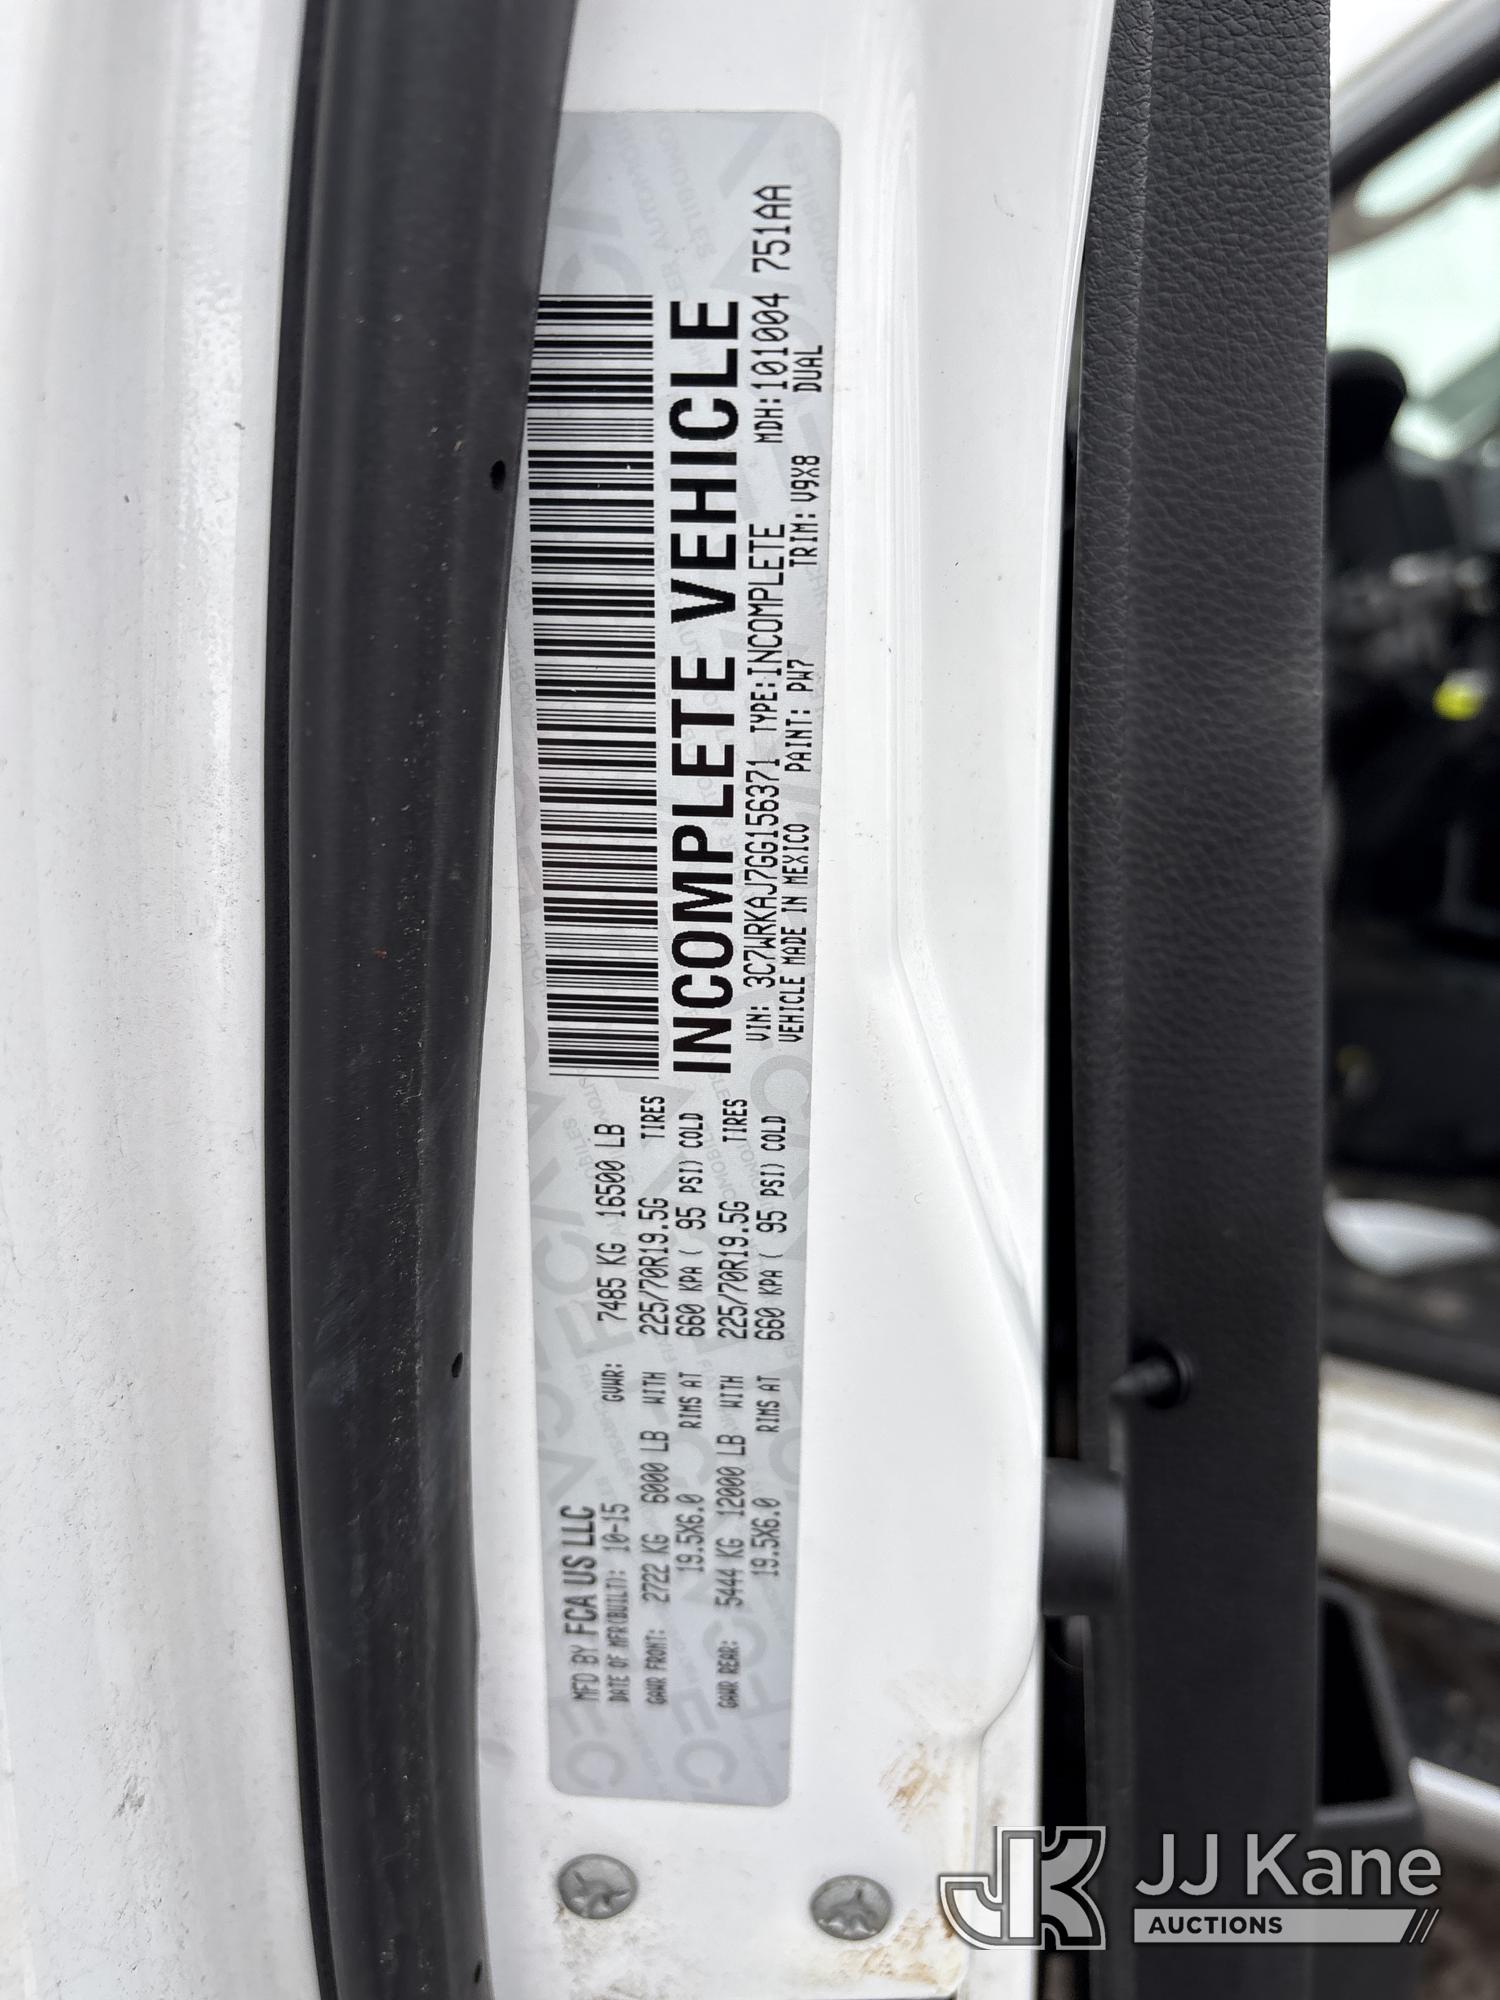 MFD BY FCA US LLC
DATE OF MFR(BUILT): 10-15 GVWR: 7485 KG 16500 LB
GAWR FRONT: 2722 KG 6000 LB WITH 225/70R19.5G TIRES
19.5X6.0 RIMS AT 660 KPA ( 95 PSI) COLD
GAWR REAR: 5444 KG 12000 LB WITH 225/70R19.5G TIRES
19.5X6.0 RIMS AT 660 KPA ( 95 PSI) COLD
INCOMPLETE VEHICLE
VIN: 3C7WRKAJ7GG156371 TYPE:INCOMPLETE MDH:101004 751AA
VEHICLE MADE IN MEXICO PAINT: PW7 TRIM: V9X8 DUAL
JK JJ Kane
AUCTIONS